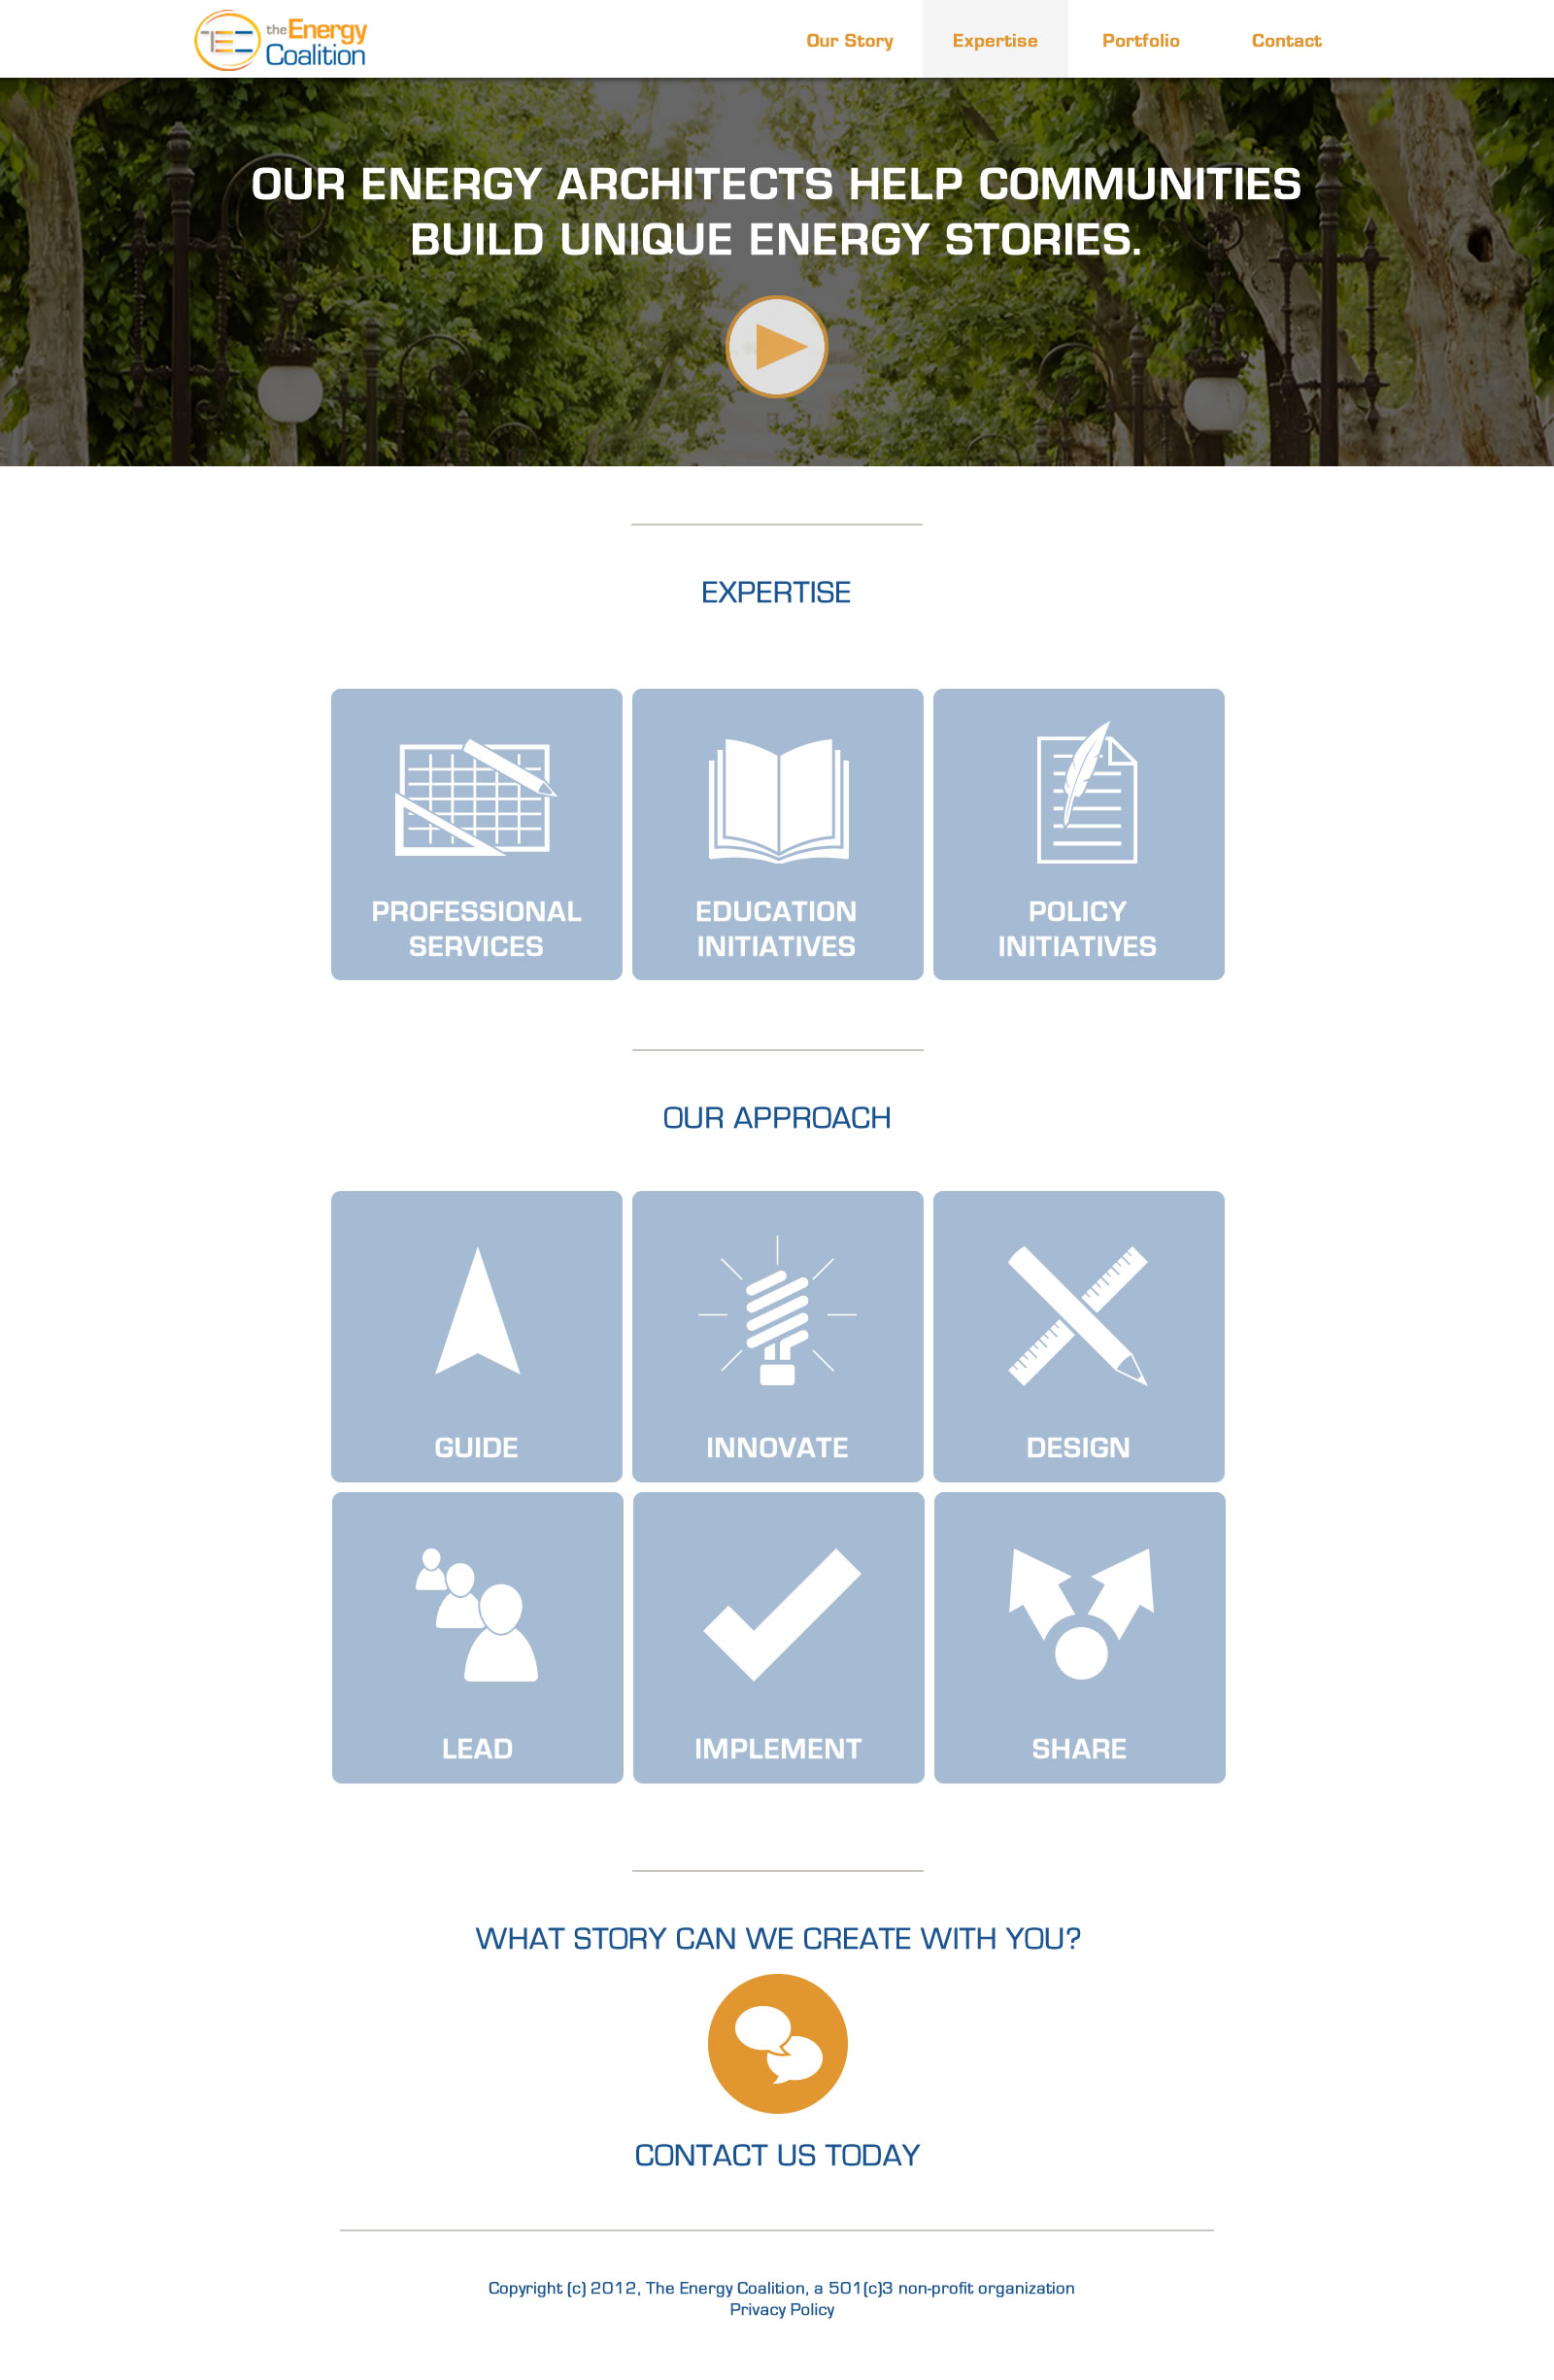 TEC the Energy Coalition
Our Story Expertise Portfolio Contact
OUR ENERGY ARCHITECTS HELP COMMUNITIES
BUILD UNIQUE ENERGY STORIES.
EXPERTISE
PROFESSIONAL
SERVICES
EDUCATION
INITIATIVES
POLICY
INITIATIVES
OUR APPROACH
GUIDE
INNOVATE
DESIGN
LEAD
IMPLEMENT
SHARE
WHAT STORY CAN WE CREATE WITH YOU?
CONTACT US TODAY
Copyright (c) 2012, The Energy Coalition, a 501(c)3 non-profit organization
Privacy Policy